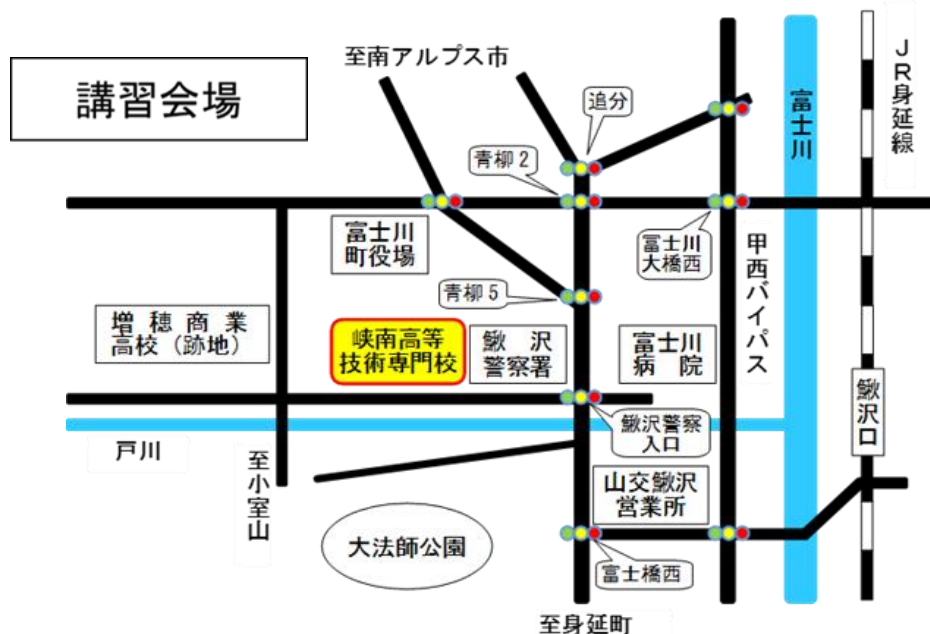 講習会場
至南アルプス市
追分
青柳2
富士川
JR身延線
富士川
町役場
富士川
大橋西
甲西バイパス
青柳5
増穂商業
高校（跡地）
峡南高等
技術専門校
鰍沢
警察署
富士川
病院
鰍沢口
鰍沢警察
入口
戸川
至小室山
山交鰍沢
営業所
大法師公園
富士橋西
至身延町